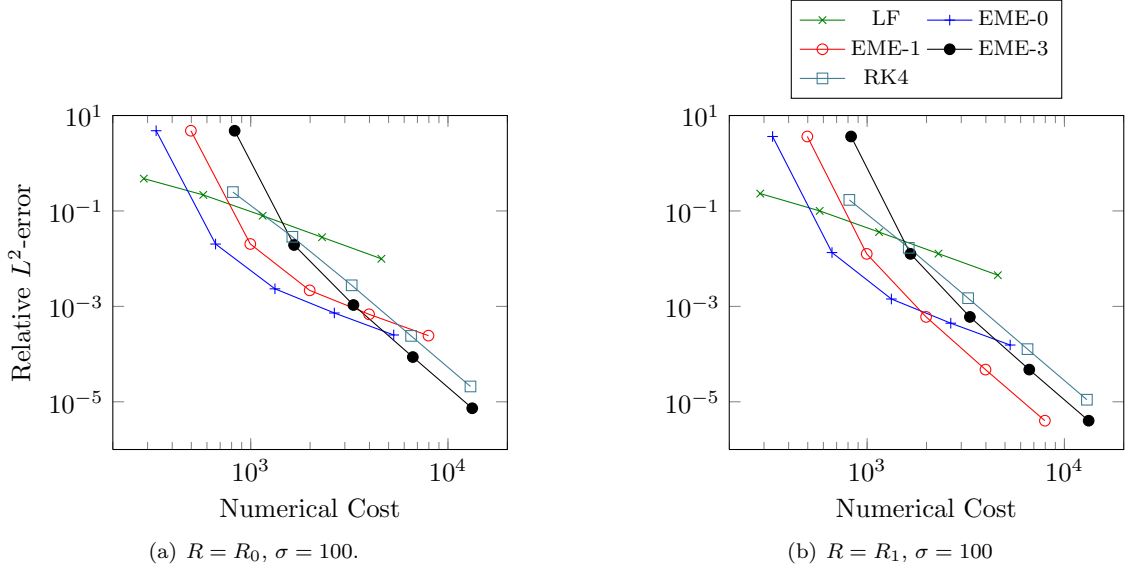 LF EME-0
EME-1 EME-3
RK4
10^1
10^{-1}
10^{-3}
10^{-5}
Relative L^2-error
10^3 10^4
Numerical Cost
(a) R = R_0, σ = 100.
10^1
10^{-1}
10^{-3}
10^{-5}
10^3 10^4
Numerical Cost
(b) R = R_1, σ = 100